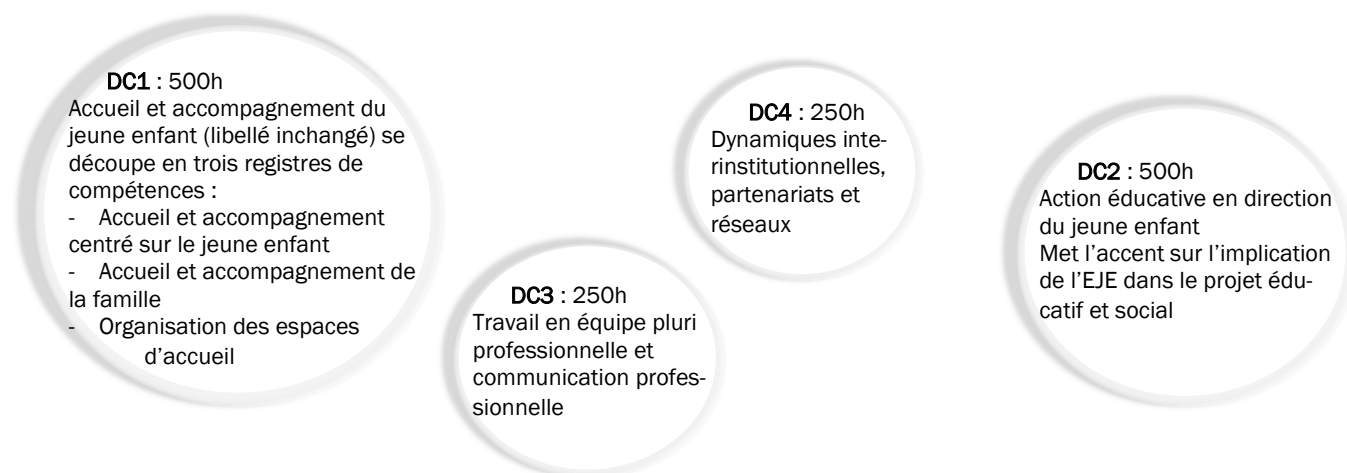 DC1 : 500h
Accueil et accompagnement du
jeune enfant (libellé inchangé) se
découpe en trois registres de
compétences :
- Accueil et accompagnement
centré sur le jeune enfant
- Accueil et accompagnement de
la famille
- Organisation des espaces
d'accueil
DC3 : 250h
Travail en équipe pluri
professionnelle et
communication profes-
sionnelle
DC4 : 250h
Dynamiques inte-
rinstitutionnelles,
partenariats et
réseaux
DC2 : 500h
Action éducative en direction
du jeune enfant
Met l'accent sur l'implication
de l'EJE dans le projet édu-
catif et social